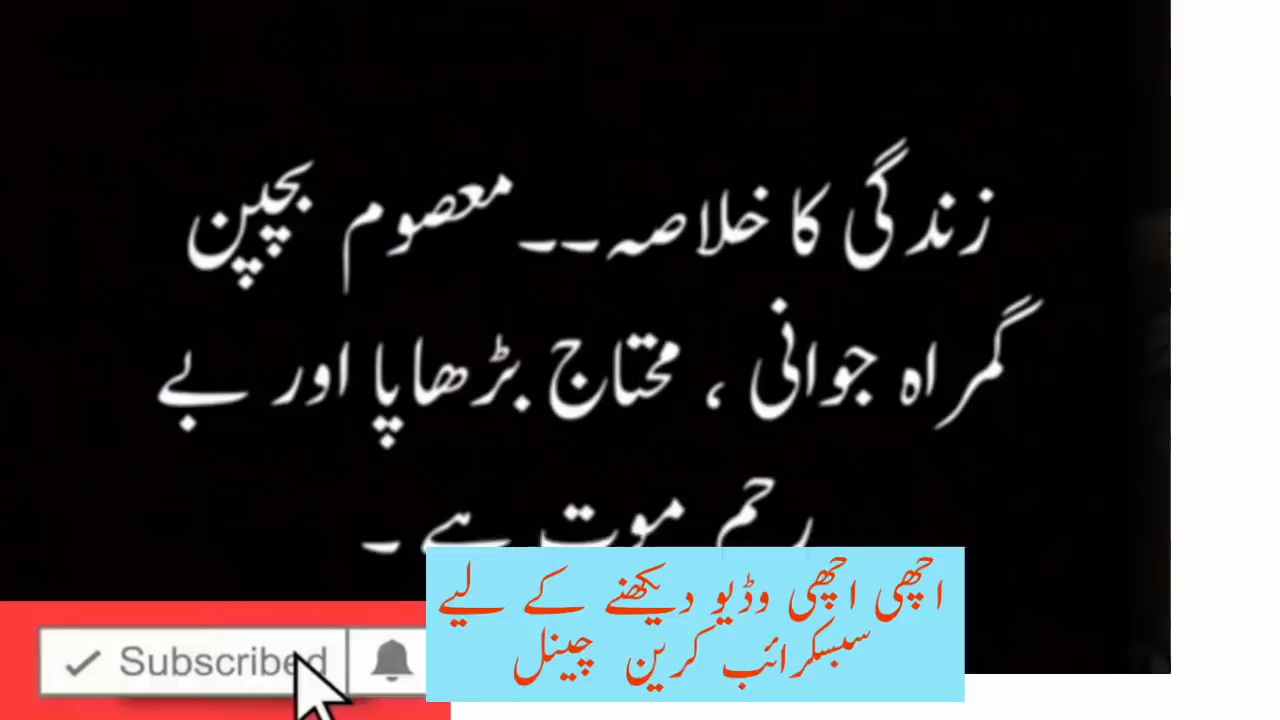 زندگی کا خلاصہ۔۔ معصوم بچپن
گمراہ جوانی ، محتاج بڑھاپا اور بے
رحم موت ہے ۔
اچھی اچھی وڈیو دیکھنے کے لیے
سبسکرائب کرین چینل
Subscribed